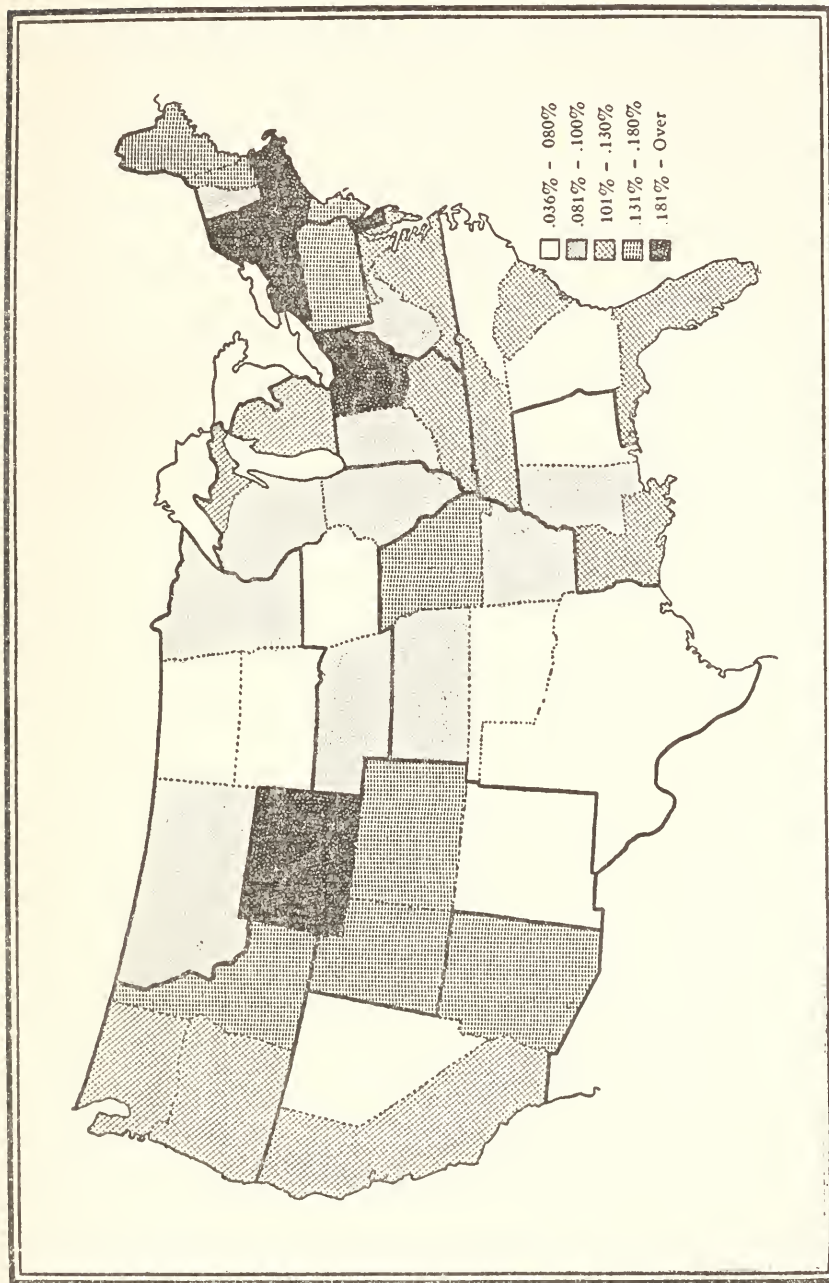 .036% - 080%
.081% - .100%
101% - .130%
.131% - .180%
.181% - Over